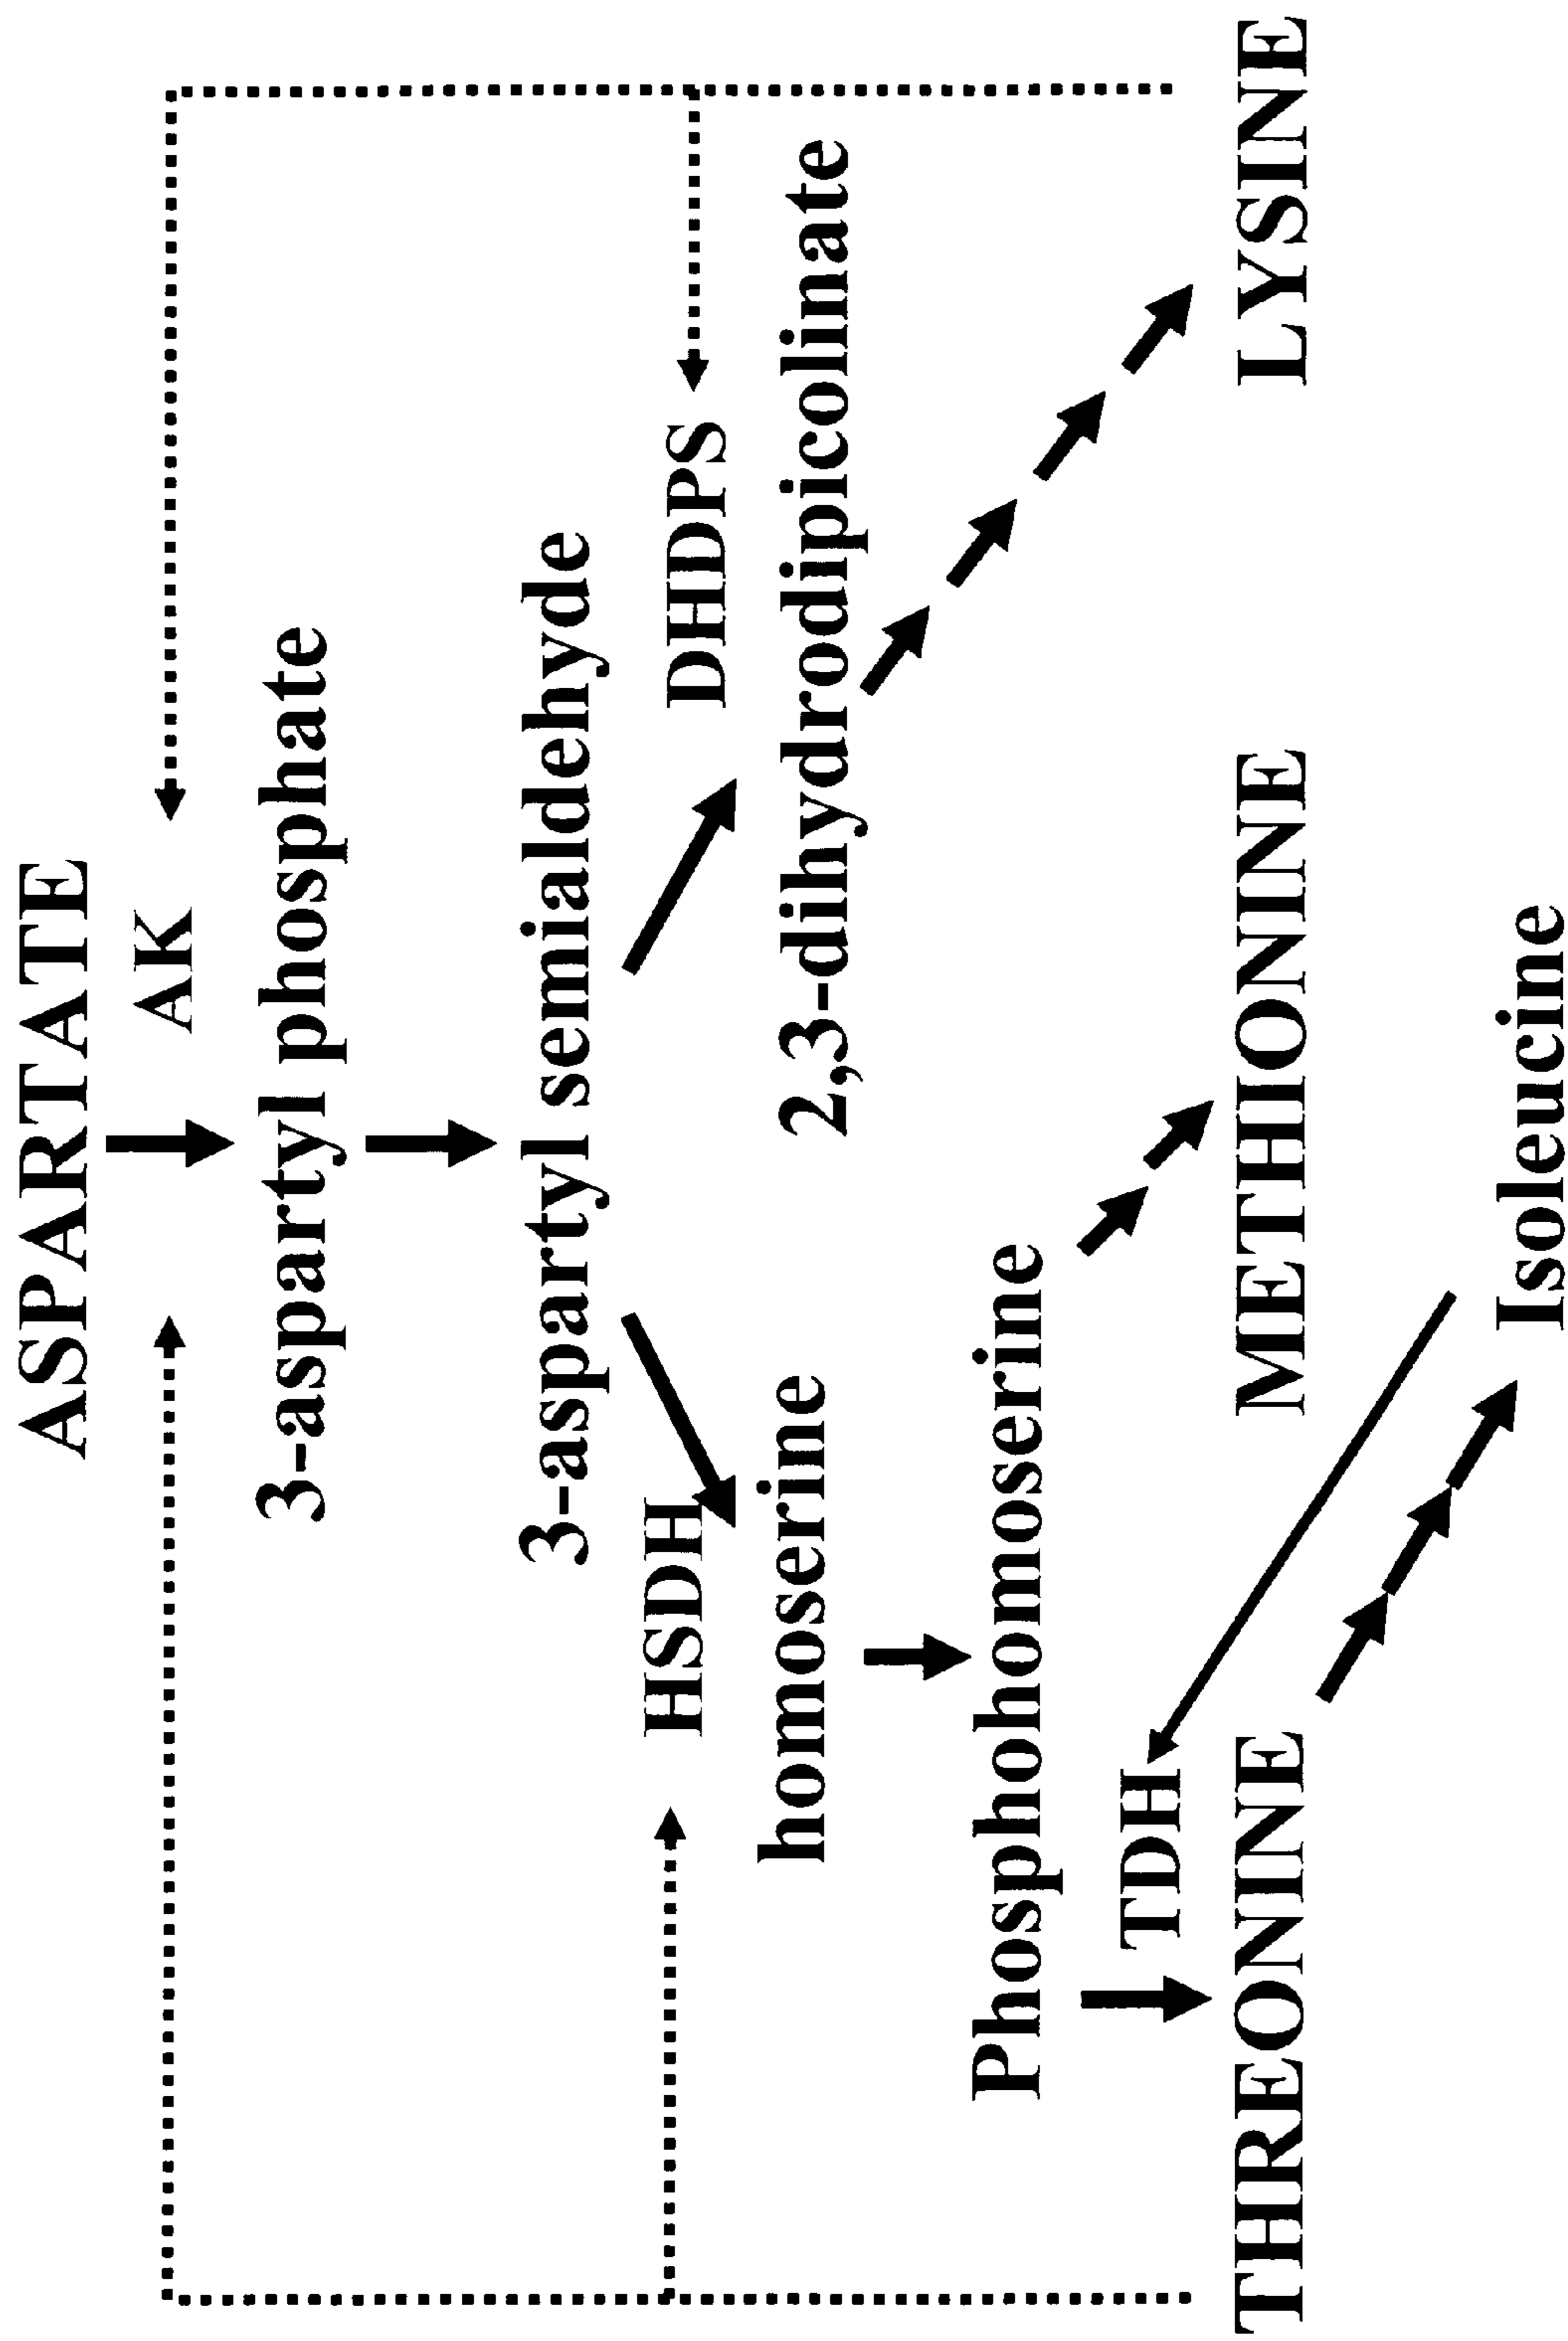 ASPARTATE
AK
3-aspartyl phosphate
3-aspartyl semialdehyde
HSDH
DHDPS
homoserine
2,3-dihydrodipicolinate
Phosphohomoserine
TDH
THREONINE
METHIONINE
LYSINE
Isoleucine